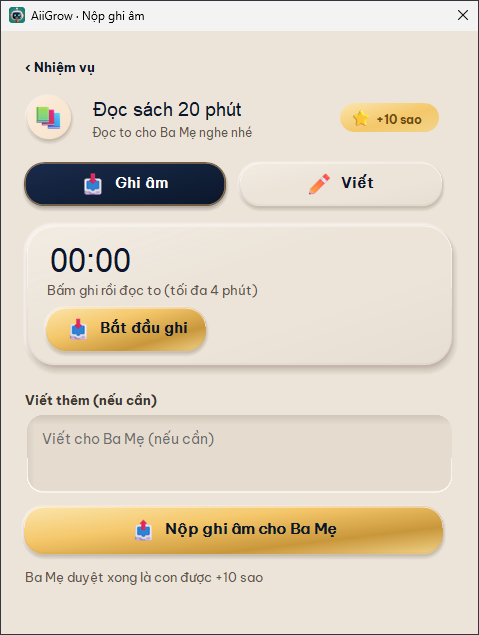 AiiGrow · Nộp ghi âm
‹ Nhiệm vụ
Đọc sách 20 phút
Đọc to cho Ba Mẹ nghe nhé
+10 sao
Ghi âm
Viết
00:00
Bấm ghi rồi đọc to (tối đa 4 phút)
Bắt đầu ghi
Viết thêm (nếu cần)
Viết cho Ba Mẹ (nếu cần)
Nộp ghi âm cho Ba Mẹ
Ba Mẹ duyệt xong là con được +10 sao